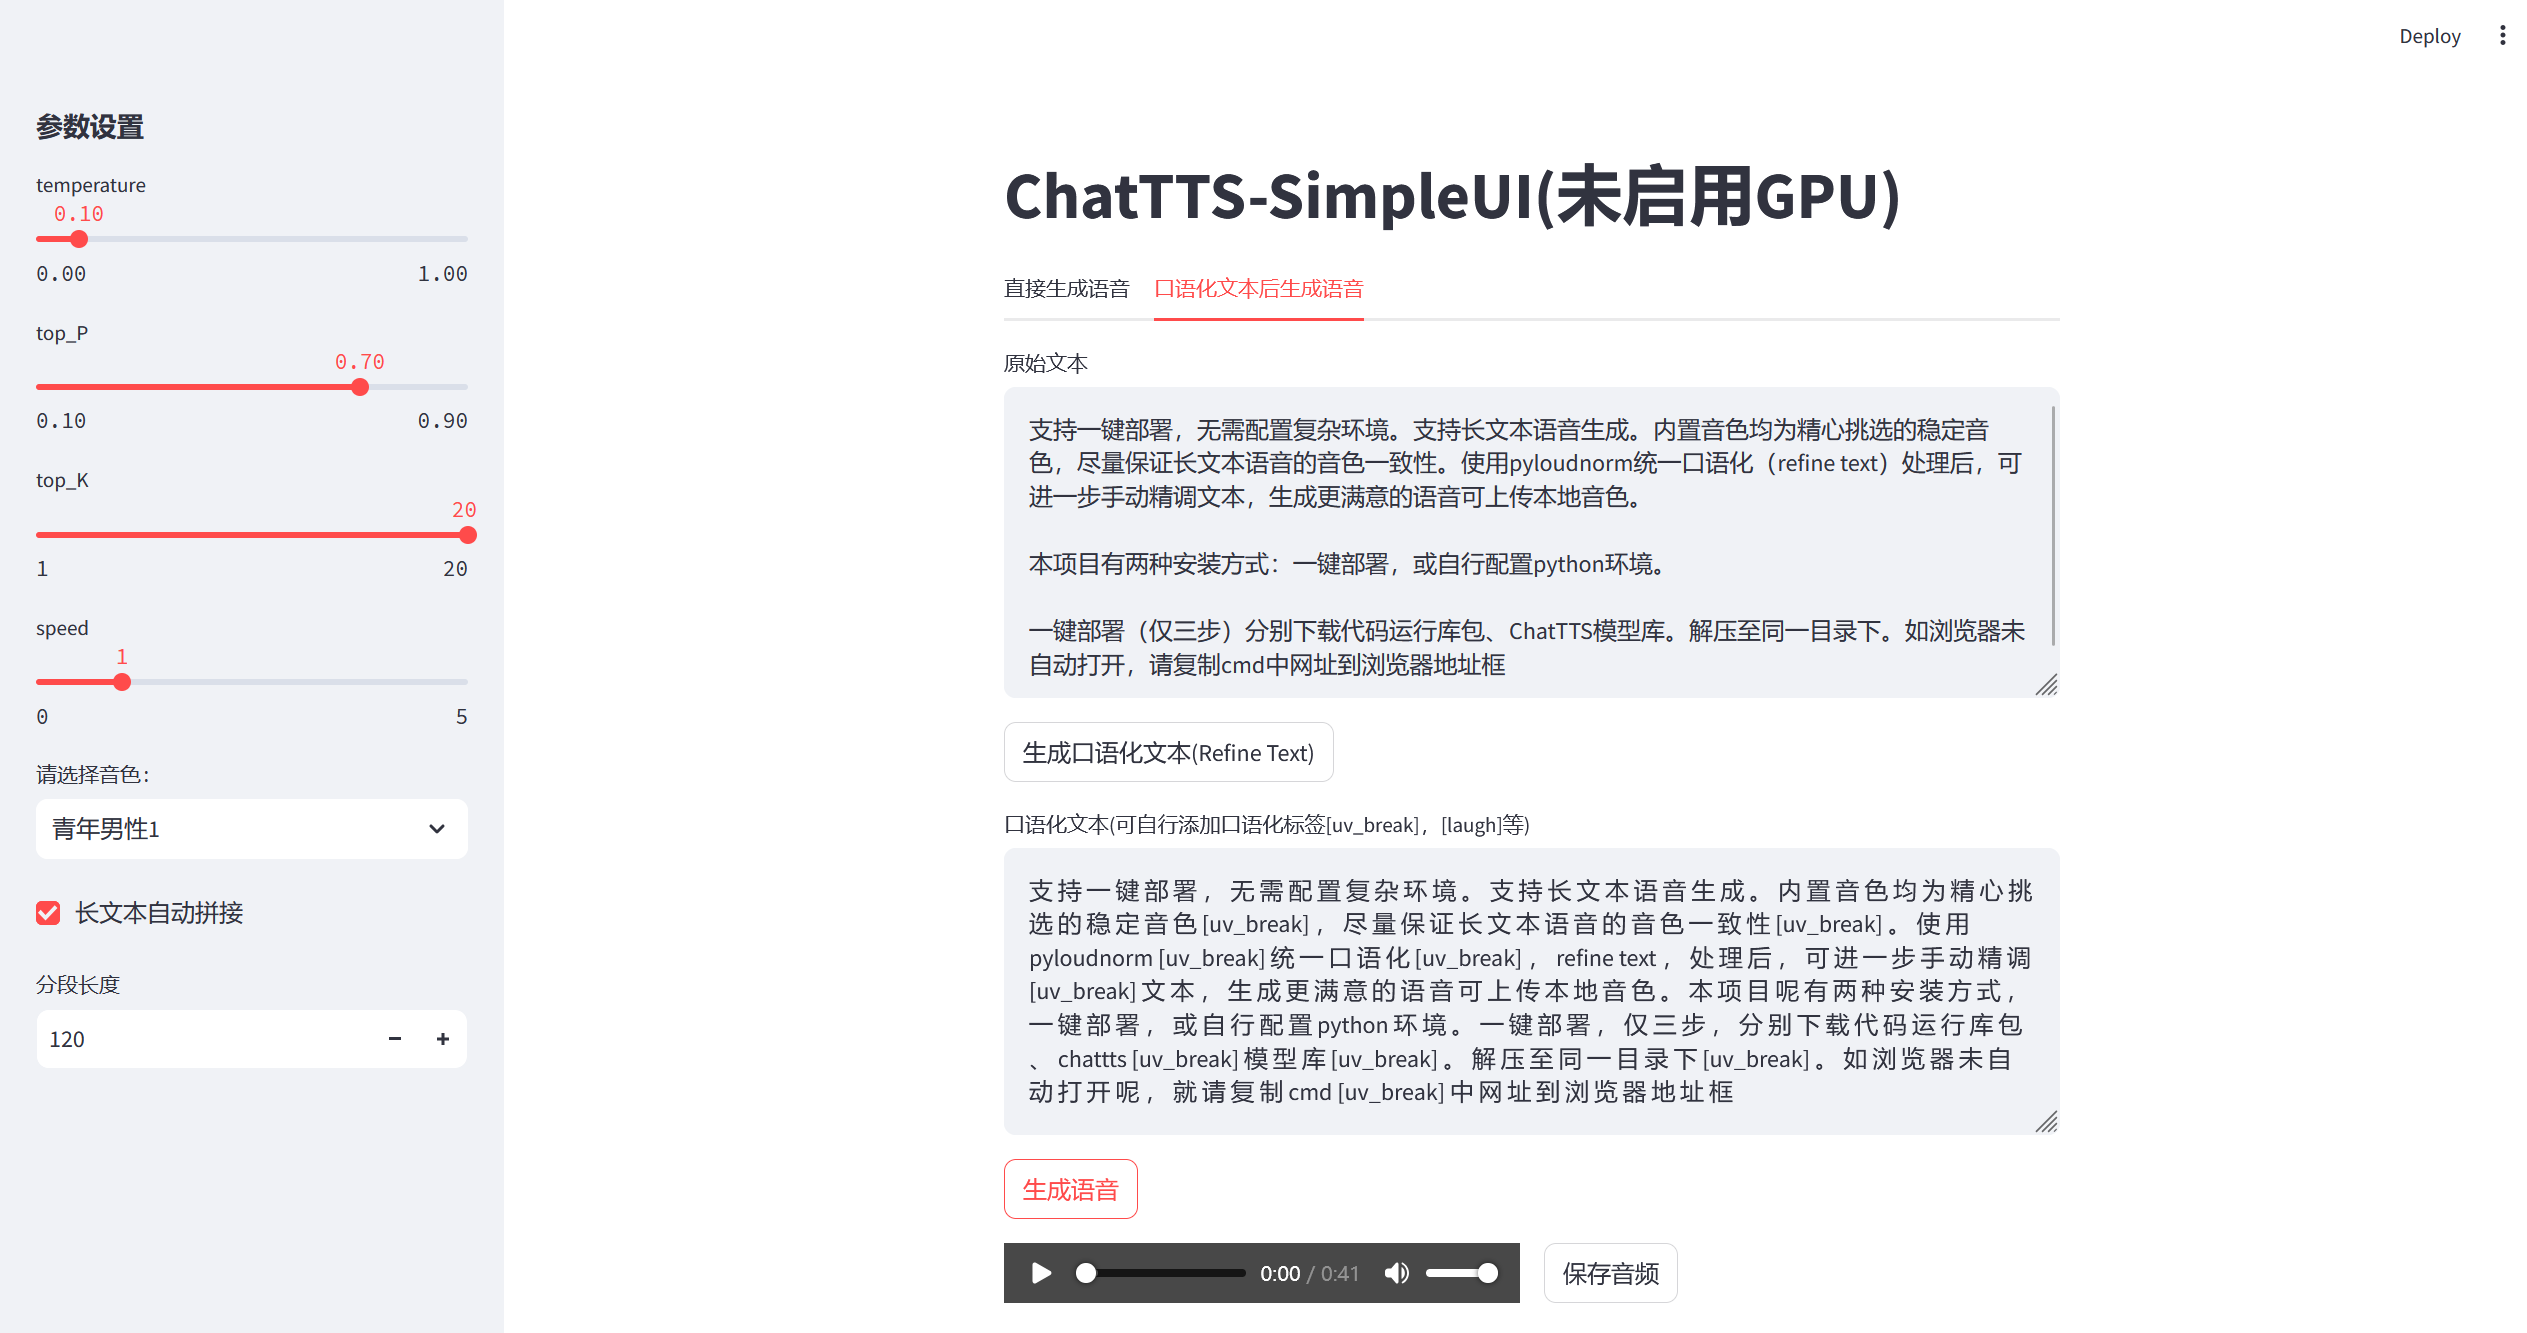 Deploy
参数设置
temperature
0.10
0.00 1.00
top_P
0.70
0.10 0.90
top_K
20
1 20
speed
1
0 5
请选择音色：
青年男性1
长文本自动拼接
分段长度
120
ChatTTS-SimpleUI(未启用GPU)
直接生成语音 口语化文本后生成语音
原始文本
支持一键部署，无需配置复杂环境。支持长文本语音生成。内置音色均为精心挑选的稳定音
色，尽量保证长文本语音的音色一致性。使用pyloudnorm统一口语化（refine text）处理后，可
进一步手动精调文本，生成更满意的语音可上传本地音色。
本项目有两种安装方式：一键部署，或自行配置python环境。
一键部署（仅三步）分别下载代码运行库包、ChatTTS模型库。解压至同一目录下。如浏览器未
自动打开，请复制cmd中网址到浏览器地址框
生成口语化文本(Refine Text)
口语化文本(可自行添加口语化标签[uv_break]，[laugh]等)
支 持 一 键 部 署 ，无 需 配 置 复 杂 环 境 。支 持 长 文 本 语 音 生 成 。内 置 音 色 均 为 精 心 挑
选 的 稳 定 音 色 [uv_break] ，尽 量 保 证 长 文 本 语 音 的 音 色 一 致 性 [uv_break] 。使 用
pyloudnorm [uv_break] 统 一 口 语 化 [uv_break] ，refine text ，处 理 后 ，可 进 一 步 手 动 精 调
[uv_break] 文 本 ，生 成 更 满 意 的 语 音 可 上 传 本 地 音 色 。本 项 目 呢 有 两 种 安 装 方 式 ，
一 键 部 署 ，或 自 行 配 置 python 环 境 。一 键 部 署 ，仅 三 步 ，分 别 下 载 代 码 运 行 库 包
、chattts [uv_break] 模 型 库 [uv_break] 。解 压 至 同 一 目 录 下 [uv_break] 。如 浏 览 器 未 自
动 打 开 呢 ，就 请 复 制 cmd [uv_break] 中 网 址 到 浏 览 器 地 址 框
生成语音
0:00 / 0:41
保存音频